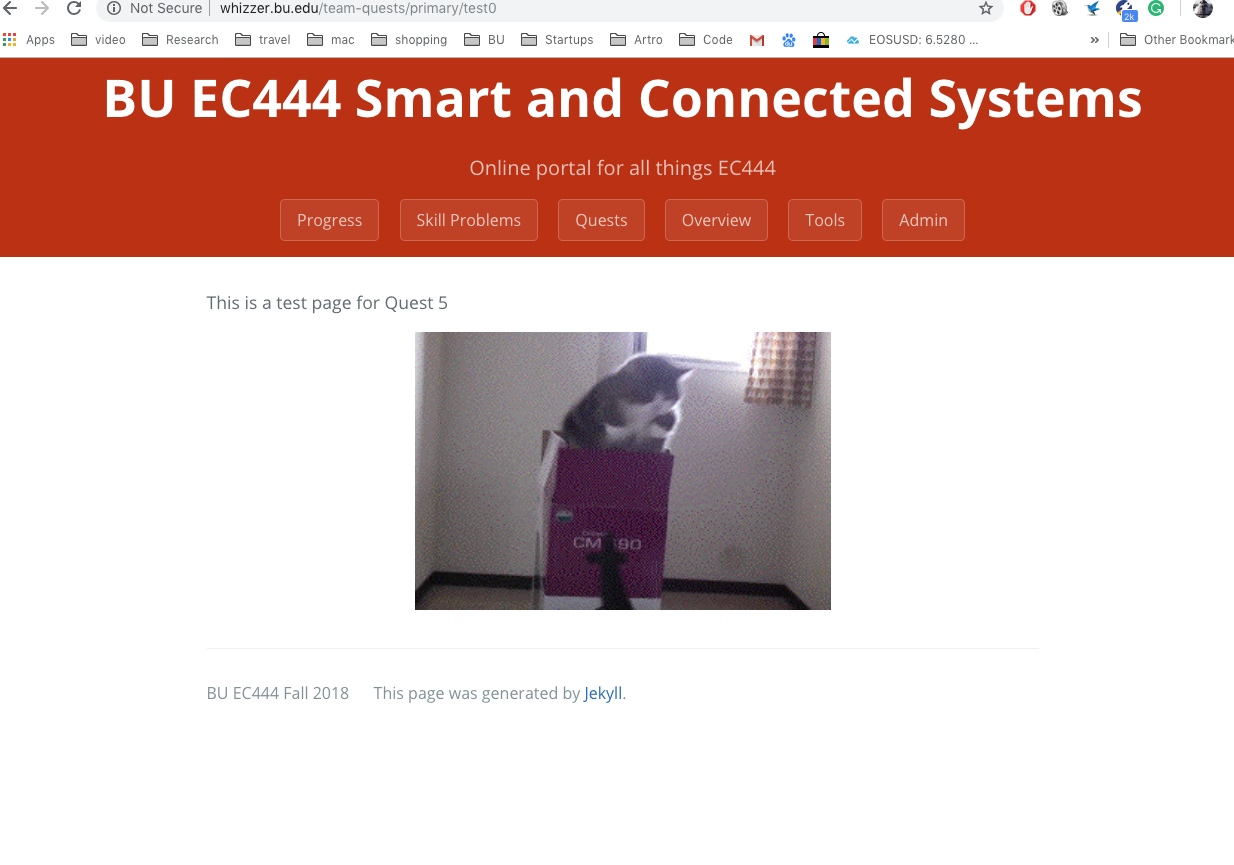 Not Secure | whizzer.bu.edu/team-quests/primary/test0
2k
Apps video Research travel mac shopping BU Startups Artro Code EOSUSD: 6.5280 ... » Other Bookmark
BU EC444 Smart and Connected Systems
Online portal for all things EC444
Progress Skill Problems Quests Overview Tools Admin
This is a test page for Quest 5
BU EC444 Fall 2018 This page was generated by Jekyll.